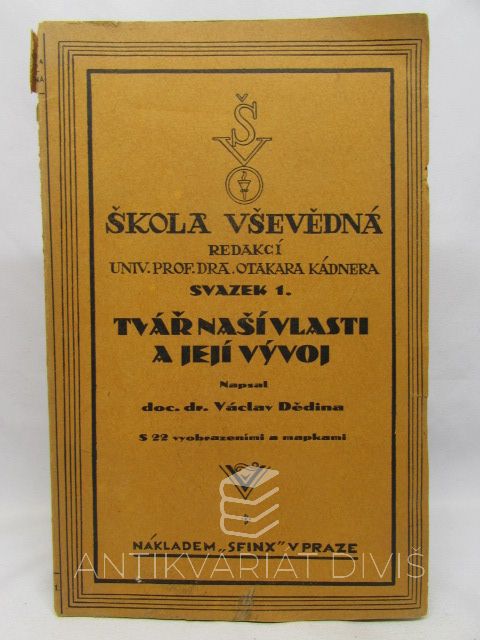 Š
V
ŠKOLA VŠEVĚDNÁ
REDAKCÍ
UNIV. PROF. DRA. OTAKARA KÁDNERA
SVAZEK 1.
TVÁŘ NAŠÍ VLASTI
A JEJÍ VÝVOJ
Napsal
doc. dr. Václav Dědina
S 22 vyobrazeními a mapkami
NÁKLADEM „SFINX" V PRAZE
ANTIKVARIÁT DIVIŠ